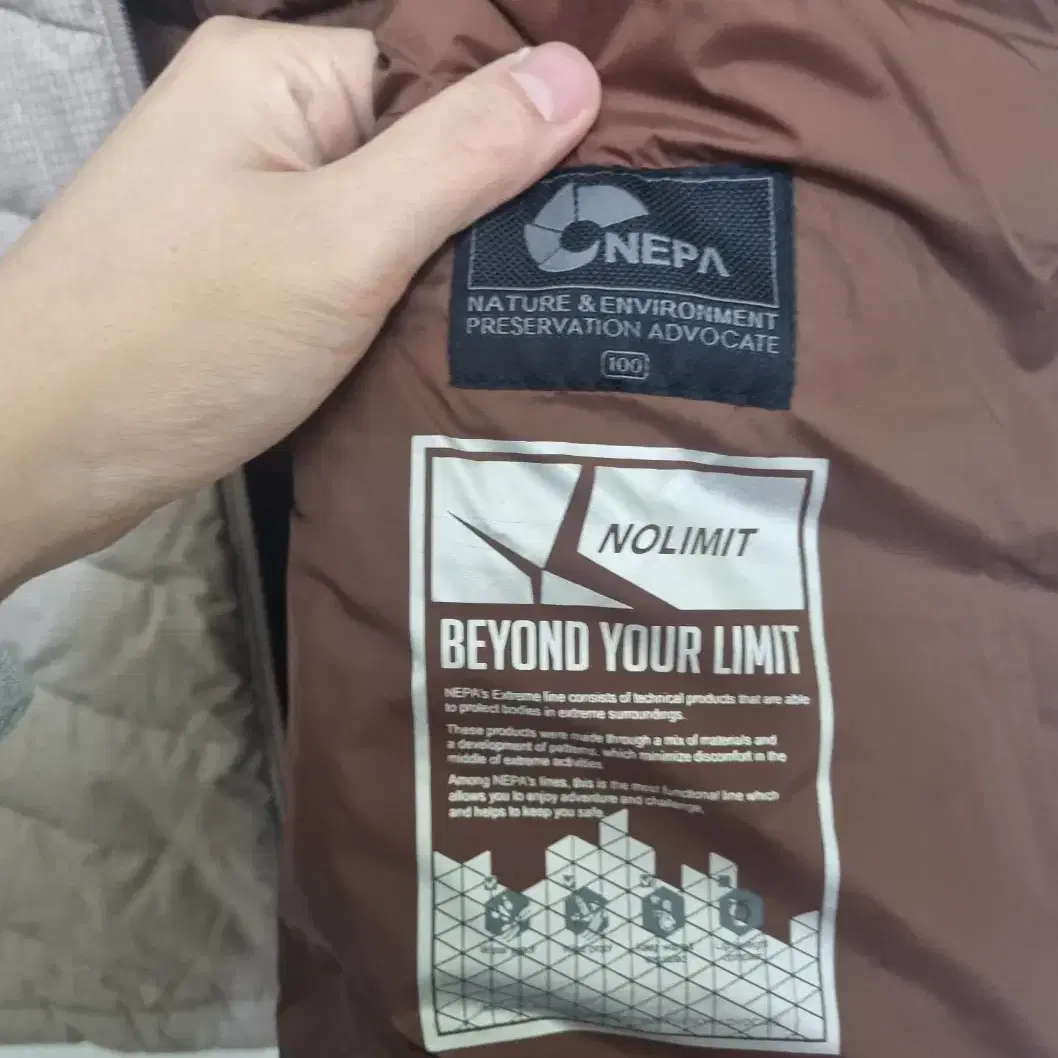 NEPA
NATURE & ENVIRONMENT
PRESERVATION ADVOCATE
100
NOLIMIT
BEYOND YOUR LIMIT
NEPA's Extreme line consists of technical products that are able
to protect bodies in extreme surroundings.
These products were made through a mix of materials and
a development of patterns, which minimize discomfort in the
middle of extreme activities.
Among NEPA's lines, this is the most functional line which
allows you to enjoy adventure and challenge,
and helps to keep you safe.